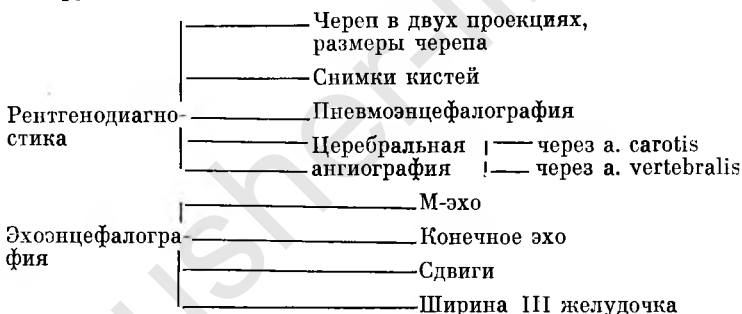 Череп в двух проекциях,
размеры черепа
Снимки кистей
Рентгенодиагно-
стика
Пневмоэнцефалография
Церебральная
ангиография
через a. carotis
через a. vertebralis
М-эхо
Эхоэнцефалогра-
фия
Конечное эхо
Сдвиги
Ширина III желудочка